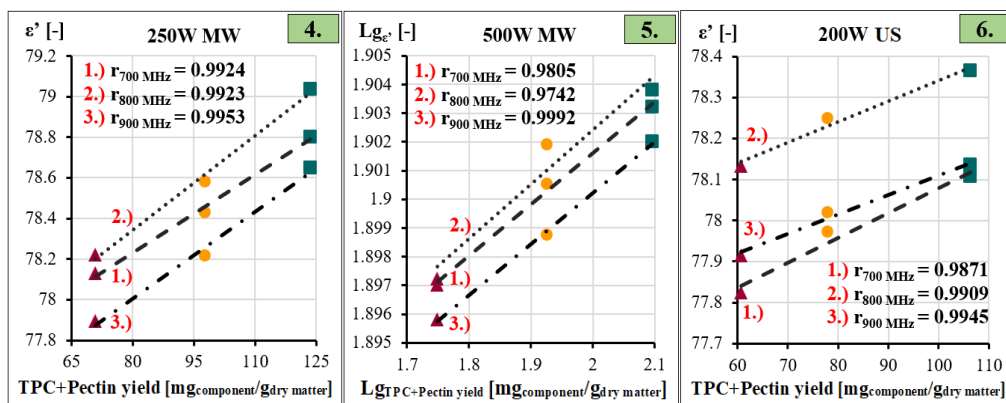 ε’ [-] 250W MW 4.
79.2
79
78.8
78.6
78.4
78.2
78
77.8
1.) r700 MHz = 0.9924
2.) r800 MHz = 0.9923
3.) r900 MHz = 0.9953
2.)
1.)
3.)
65 85 105 125
TPC+Pectin yield [mgcomponent/gdry matter]
Lgε’ [-] 500W MW 5.
1.905
1.904
1.903
1.902
1.901
1.9
1.899
1.898
1.897
1.896
1.895
1.) r700 MHz = 0.9805
2.) r800 MHz = 0.9742
3.) r900 MHz = 0.9992
2.)
1.)
3.)
1.7 1.8 1.9 2 2.1
LgTPC+Pectin yield [mgcomponent/gdry matter]
ε’ [-] 200W US 6.
78.4
78.3
78.2
78.1
78
77.9
77.8
77.7
2.)
3.)
1.)
1.) r700 MHz = 0.9871
2.) r800 MHz = 0.9909
3.) r900 MHz = 0.9945
60 70 80 90 100 110
TPC+Pectin yield [mgcomponent/gdry matter]